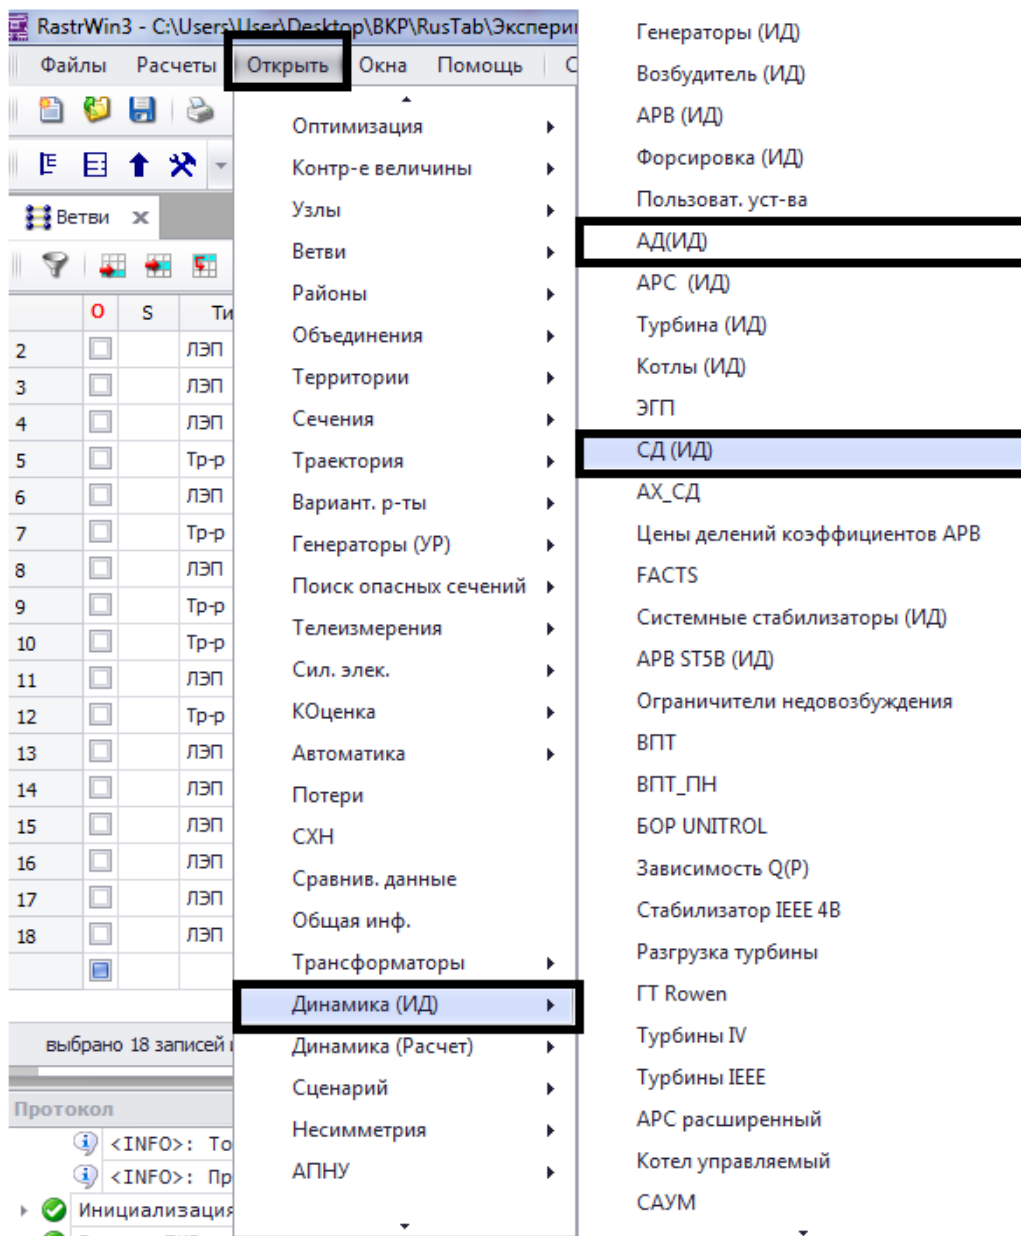 RastrWin3 - C:\Users\User\Desktop\ВКР\RusTab\Экспери
Файлы Расчеты Открыть Окна Помощь С
Ветви
О S Ти
2 ЛЭП
3 ЛЭП
4 ЛЭП
5 Тр-р
6 ЛЭП
7 Тр-р
8 ЛЭП
9 Тр-р
10 Тр-р
11 ЛЭП
12 Тр-р
13 ЛЭП
14 ЛЭП
15 ЛЭП
16 ЛЭП
17 ЛЭП
18 ЛЭП
выбрано 18 записей
Протокол
<INFO>: То
<INFO>: Пр
Инициализация
Оптимизация
Контр-е величины
Узлы
Ветви
Районы
Объединения
Территории
Сечения
Траектория
Вариант. р-ты
Генераторы (УР)
Поиск опасных сечений
Телеизмерения
Сил. элек.
КОценка
Автоматика
Потери
СХН
Сравнив. данные
Общая инф.
Трансформаторы
Динамика (ИД)
Динамика (Расчет)
Сценарий
Несимметрия
АПНУ
Генераторы (ИД)
Возбудитель (ИД)
АРВ (ИД)
Форсировка (ИД)
Пользоват. уст-ва
АД(ИД)
АРС (ИД)
Турбина (ИД)
Котлы (ИД)
ЭГП
СД (ИД)
АХ_СД
Цены делений коэффициентов АРВ
FACTS
Системные стабилизаторы (ИД)
АРВ ST5B (ИД)
Ограничители недовозбуждения
ВПТ
ВПТ_ПН
БОР UNITROL
Зависимость Q(P)
Стабилизатор IEEE 4B
Разгрузка турбины
ГТ Rowen
Турбины IV
Турбины IEEE
АРС расширенный
Котел управляемый
САУМ